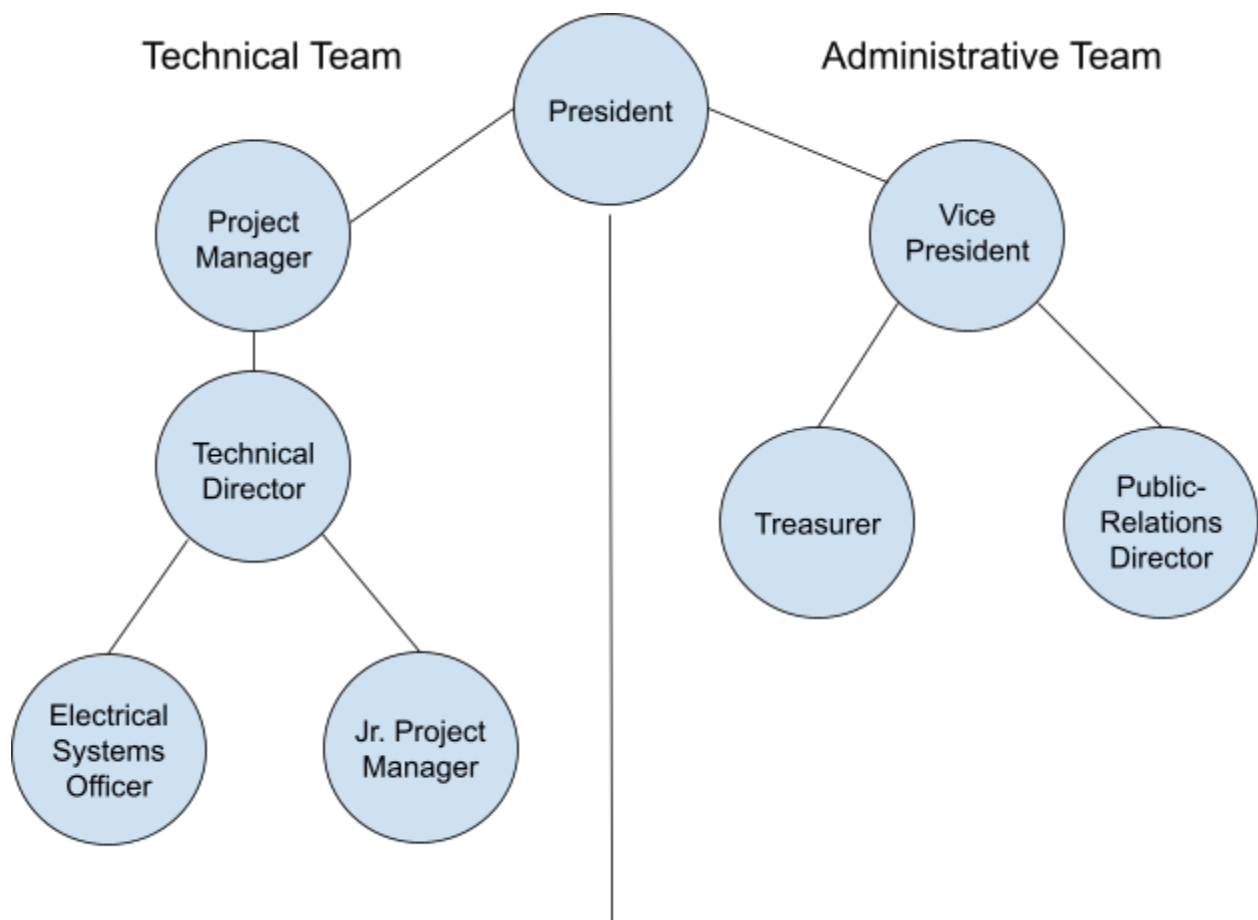 Technical Team
Administrative Team
President
Project
Manager
Vice
President
Technical
Director
Treasurer
Public-
Relations
Director
Electrical
Systems
Officer
Jr. Project
Manager